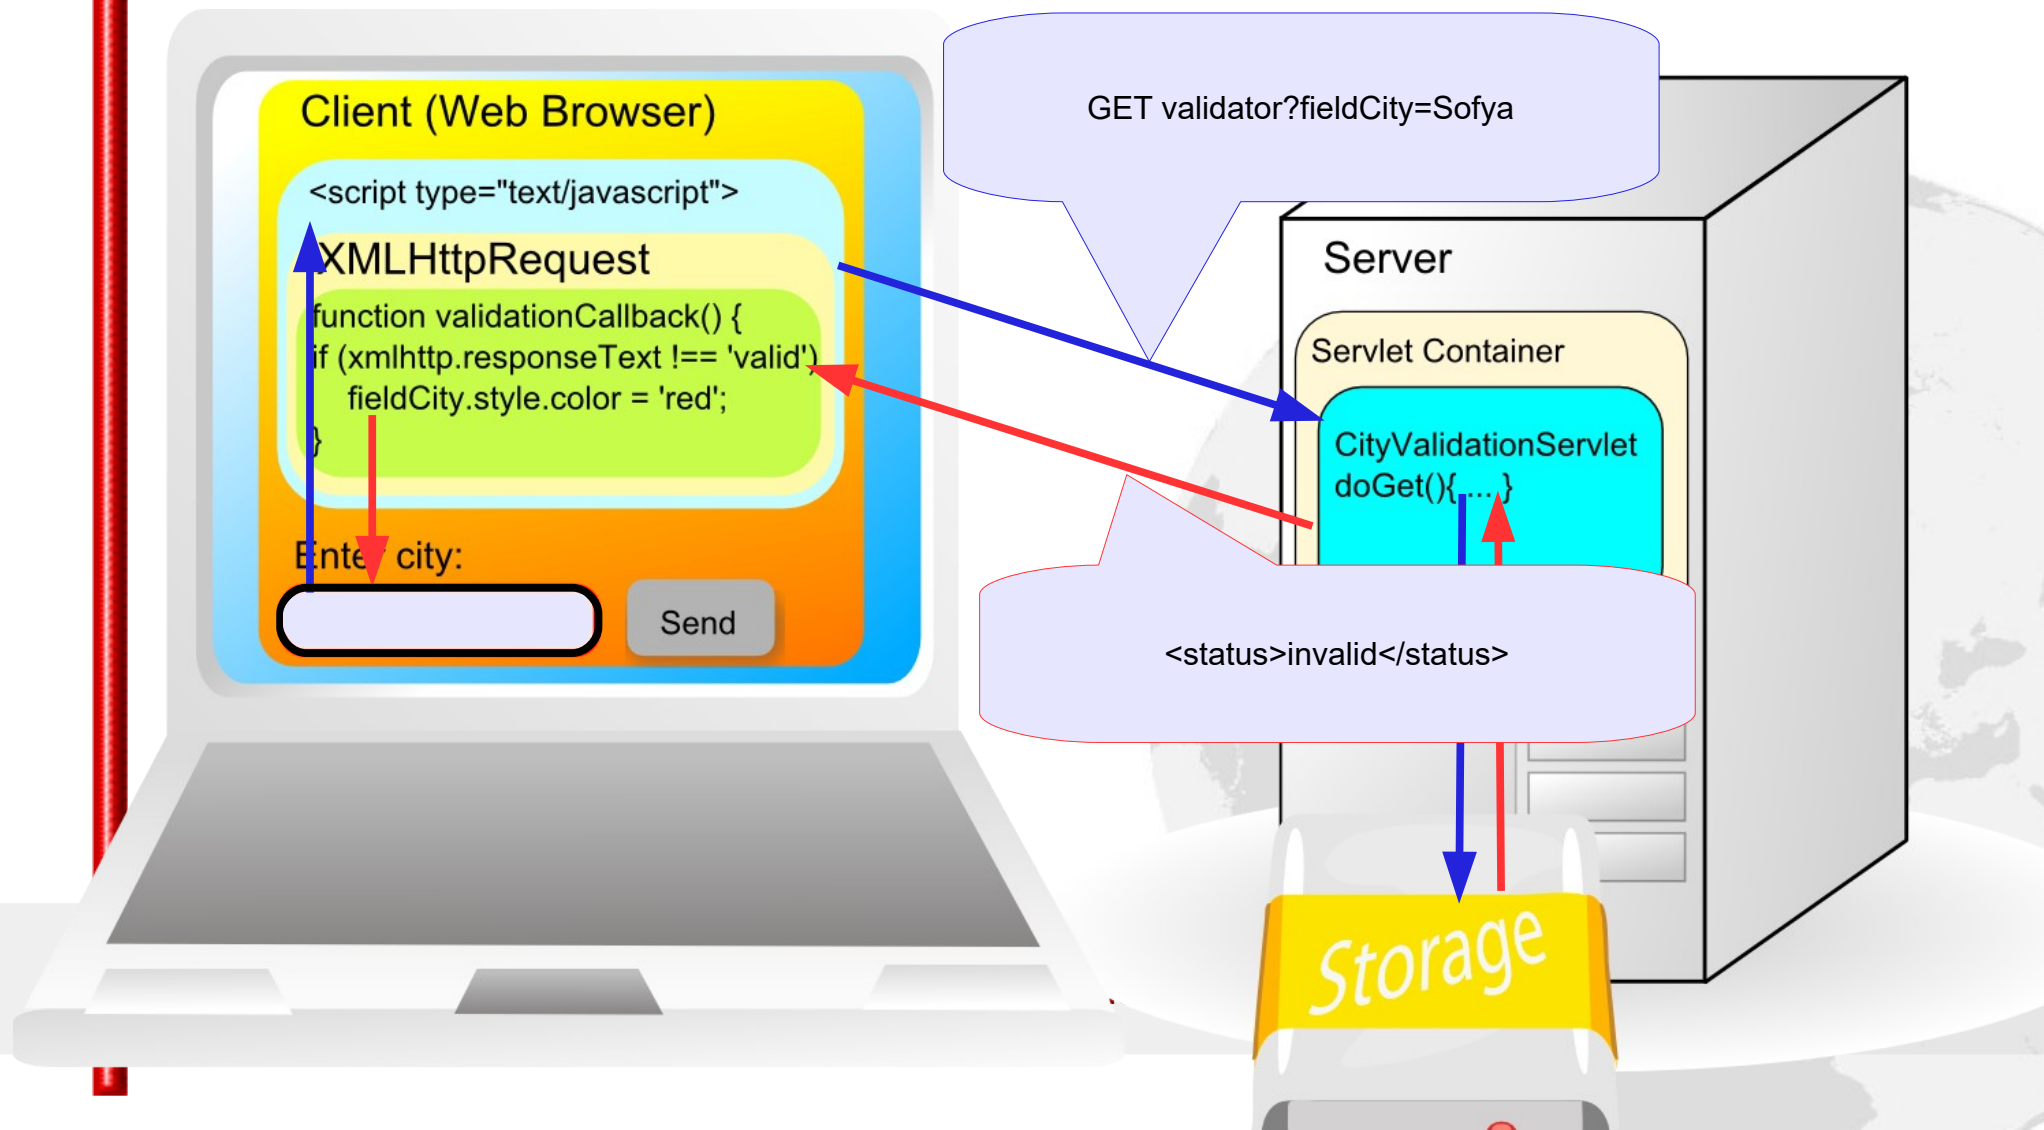 Client (Web Browser)
<script type="text/javascript">
XMLHttpRequest
function validationCallback() {
if (xmlhttp.responseText !== 'valid')
fieldCity.style.color = 'red';
}
Enter city:
Send
GET validator?fieldCity=Sofya
Server
Servlet Container
CityValidationServlet
doGet(){ ... }
<status>invalid</status>
Storage